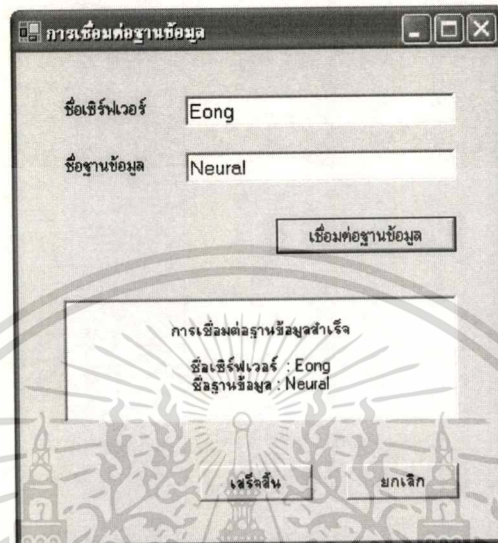 การเชื่อมต่อฐานข้อมูล
ชื่อเซิร์ฟเวอร์ Eong
ชื่อฐานข้อมูล Neural
เชื่อมต่อฐานข้อมูล
การเชื่อมต่อฐานข้อมูลสำเร็จ
ชื่อเซิร์ฟเวอร์ : Eong
ชื่อฐานข้อมูล : Neural
เสร็จสิ้น ยกเลิก